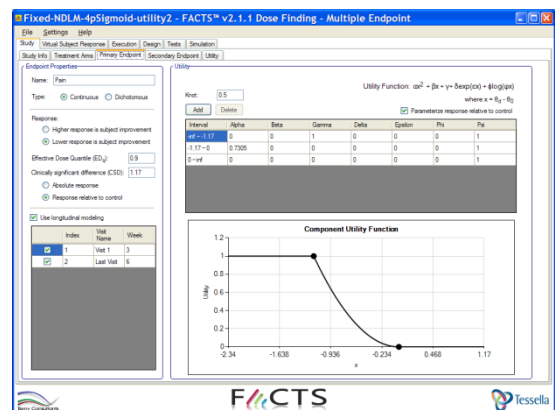 Fixed-NDLM-4pSigmoid-utility2 - FACTS™ v2.1.1 Dose Finding - Multiple Endpoint
File Settings Help
Study Virtual Subject Response Execution Design Tests Simulation
Study Info Treatment Arms Primary Endpoint Secondary Endpoint Utility
Endpoint Properties
Name: Pain
Type: Continuous Dichotomous
Response:
Higher response is subject improvement
Lower response is subject improvement
Effective Dose Quantile (EDq): 0.9
Clinically significant difference (CSD): 1.17
Absolute response
Response relative to control
Use longitudinal modeling
Index Visit Name Week
1 Visit 1 3
2 Last Visit 6
Utility
Utility Function: αx² + βx + γ+ δexp(εx) + ϕlog(ψx)
where x = θd - θ0
Knot: 0.5
Add Delete
Parameterize response relative to control
Interval Alpha Beta Gamma Delta Epsilon Phi Psi
-inf - -1.17 0 0 1 0 0 0 1
-1.17 - 0 0.7305 0 0 0 0 0 1
0 - inf 0 0 0 0 0 0 1
Component Utility Function
1.2
1
0.8
0.6
0.4
0.2
0
Utility
-2.34 -1.638 -0.936 -0.234 0.468 1.17
x
Berry Consultants
FACTS
Tessella